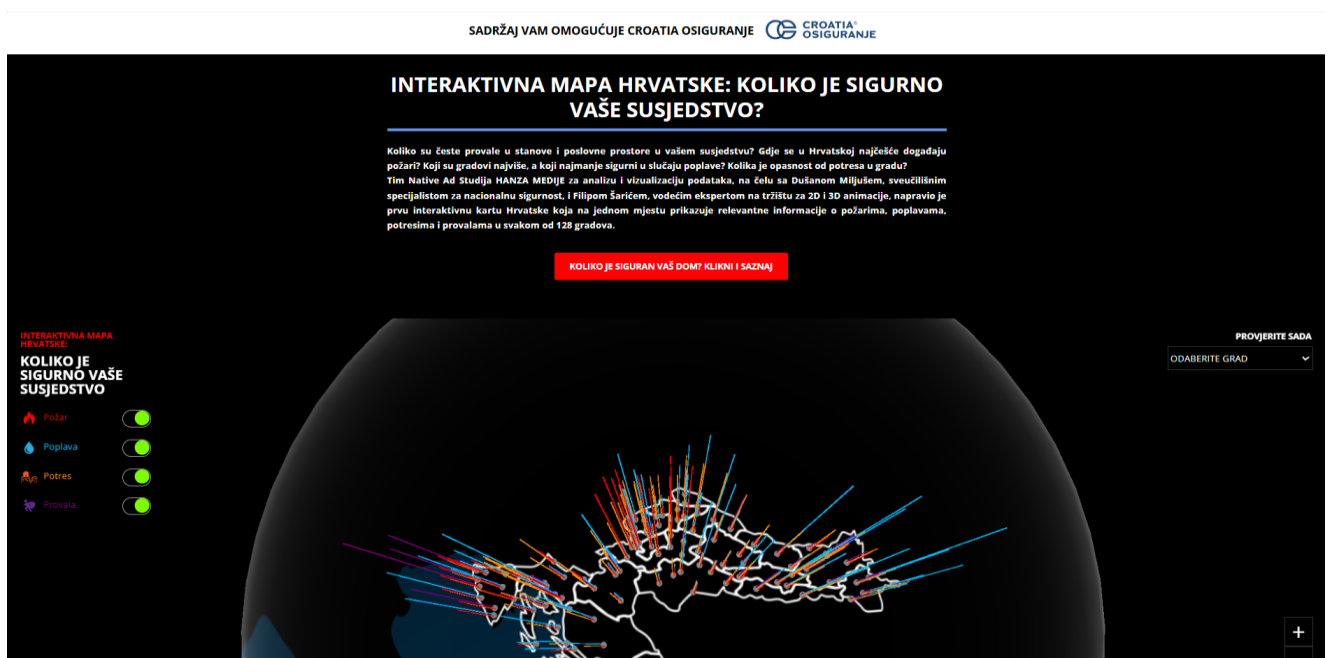 SADRŽAJ VAM OMOGUĆUJE CROATIA OSIGURANJE
CROATIA®
OSIGURANJE
INTERAKTIVNA MAPA HRVATSKE: KOLIKO JE SIGURNO
VAŠE SUSJEDSTVO?
Koliko su česte provale u stanove i poslovne prostore u vašem susjedstvu? Gdje se u Hrvatskoj najčešće događaju
požari? Koji su gradovi najviše, a koji najmanje sigurni u slučaju poplave? Kolika je opasnost od potresa u gradu?
Tim Native Ad Studija HANZA MEDIJE za analizu i vizualizaciju podataka, na čelu sa Dušanom Miljušem, sveučilišnim
specijalistom za nacionalnu sigurnost, i Filipom Šarićem, vodećim ekspertom na tržištu za 2D i 3D animacije, napravio je
prvu interaktivnu kartu Hrvatske koja na jednom mjestu prikazuje relevantne informacije o požarima, poplavama,
potresima i provalama u svakom od 128 gradova.
KOLIKO JE SIGURAN VAŠ DOM? KLIKNI I SAZNAJ
INTERAKTIVNA MAPA
HRVATSKE:
KOLIKO JE
SIGURNO VAŠE
SUSJEDSTVO
Požar
Poplava
Potres
Provala
PROVJERITE SADA
ODABERITE GRAD
+